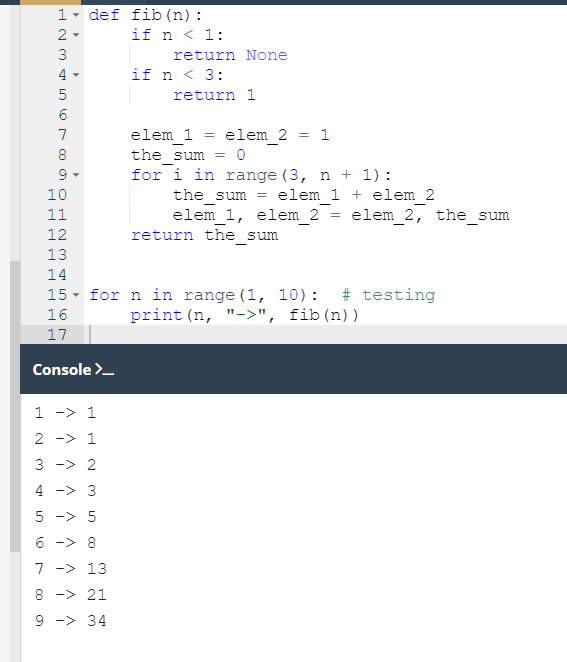 1 def fib(n):
2     if n < 1:
3         return None
4     if n < 3:
5         return 1
6
7     elem_1 = elem_2 = 1
8     the_sum = 0
9     for i in range(3, n + 1):
10         the_sum = elem_1 + elem_2
11         elem_1, elem_2 = elem_2, the_sum
12     return the_sum
13
14
15 for n in range(1, 10):  # testing
16     print(n, "->", fib(n))
17
Console >_
1 -> 1
2 -> 1
3 -> 2
4 -> 3
5 -> 5
6 -> 8
7 -> 13
8 -> 21
9 -> 34